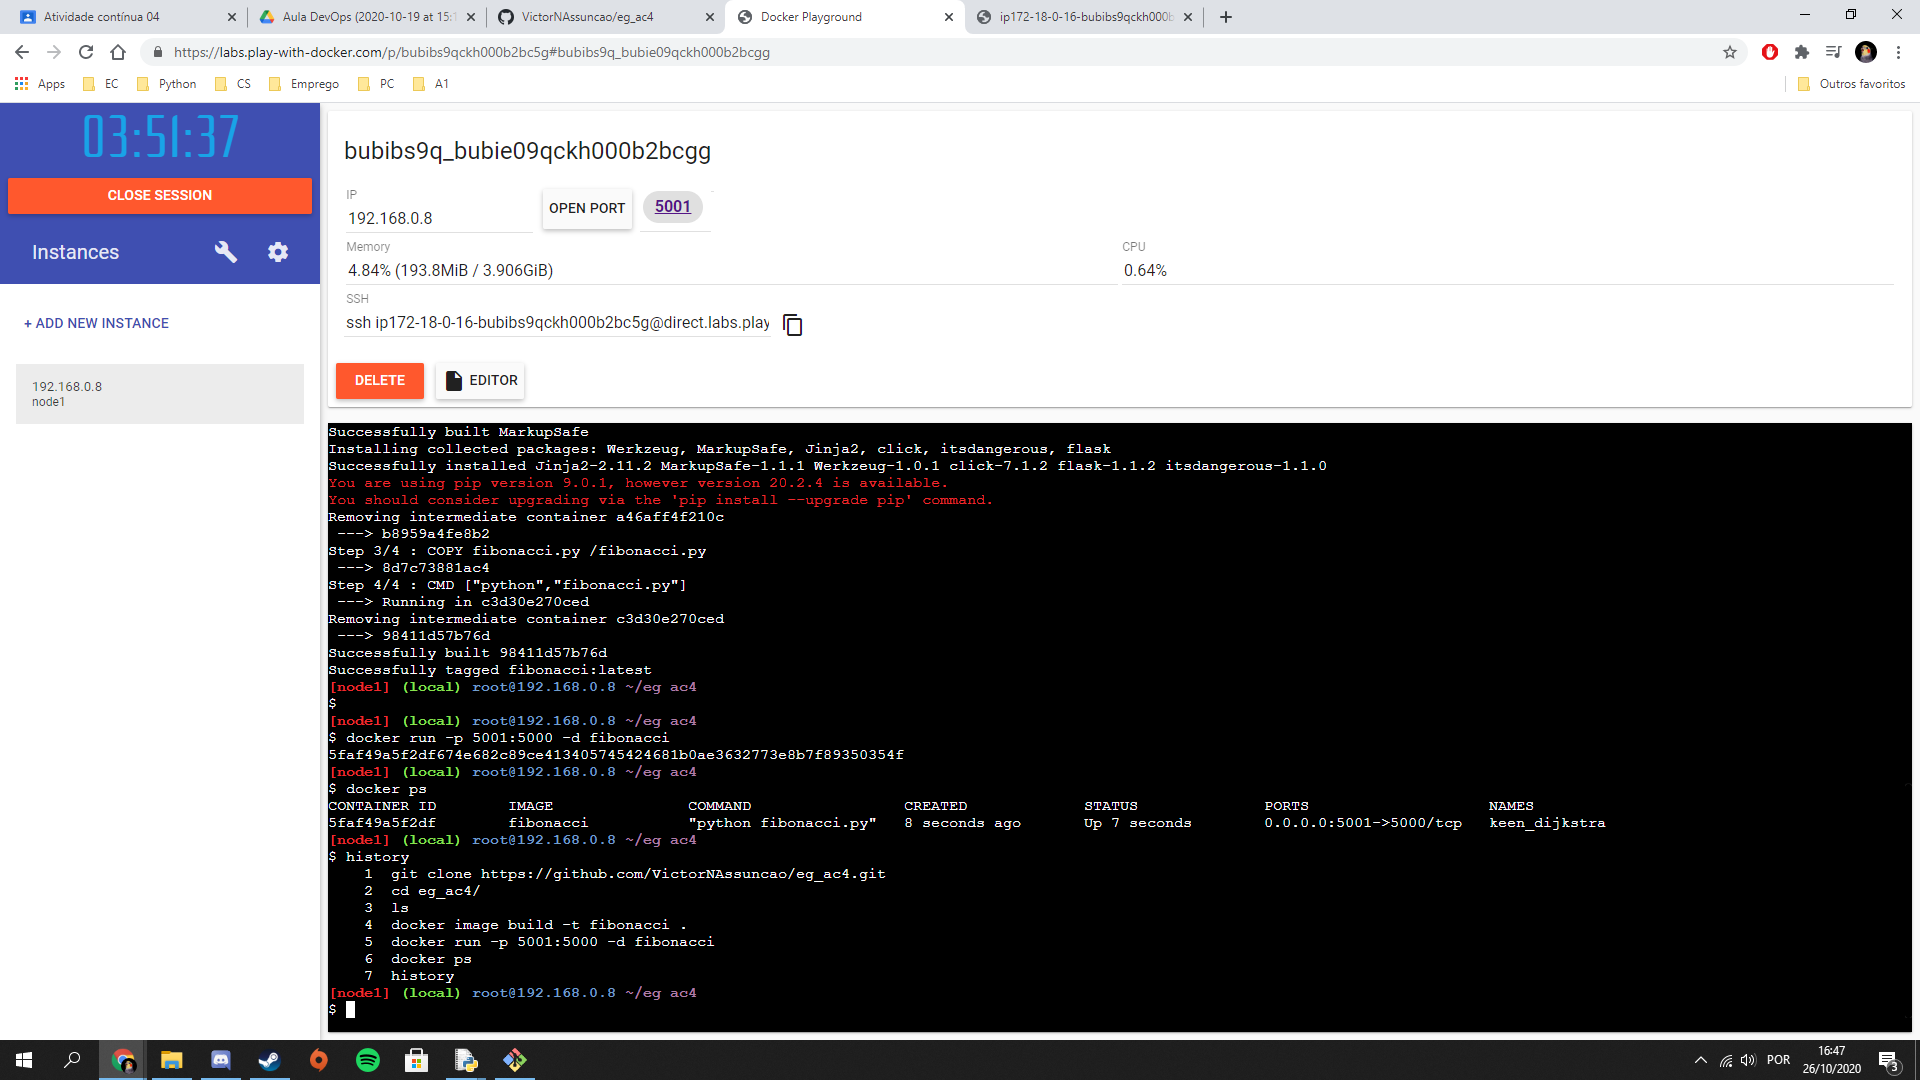 Atividade contínua 04
Aula DevOps (2020-10-19 at 15:1
VictorNAssuncao/eg_ac4
Docker Playground
ip172-18-0-16-bubibs9qckh000b
https://labs.play-with-docker.com/p/bubibs9qckh000b2bc5g#bubibs9q_bubie09qckh000b2bcgg
Apps EC Python CS Emprego PC A1 Outros favoritos
03:51:37
CLOSE SESSION
Instances
+ ADD NEW INSTANCE
192.168.0.8
node1
bubibs9q_bubie09qckh000b2bcgg
IP
192.168.0.8
OPEN PORT
5001
Memory
4.84% (193.8MiB / 3.906GiB)
CPU
0.64%
SSH
ssh ip172-18-0-16-bubibs9qckh000b2bc5g@direct.labs.play
DELETE
EDITOR
Successfully built MarkupSafe
Installing collected packages: Werkzeug, MarkupSafe, Jinja2, click, itsdangerous, flask
Successfully installed Jinja2-2.11.2 MarkupSafe-1.1.1 Werkzeug-1.0.1 click-7.1.2 flask-1.1.2 itsdangerous-1.1.0
You are using pip version 9.0.1, however version 20.2.4 is available.
You should consider upgrading via the 'pip install --upgrade pip' command.
Removing intermediate container a46aff4f210c
 ---> b8959a4fe8b2
Step 3/4 : COPY fibonacci.py /fibonacci.py
 ---> 8d7c73881ac4
Step 4/4 : CMD ["python","fibonacci.py"]
 ---> Running in c3d30e270ced
Removing intermediate container c3d30e270ced
 ---> 98411d57b76d
Successfully built 98411d57b76d
Successfully tagged fibonacci:latest
[node1] (local) root@192.168.0.8 ~/eg ac4
$
[node1] (local) root@192.168.0.8 ~/eg ac4
$ docker run -p 5001:5000 -d fibonacci
5faf49a5f2df674e682c89ce413405745424681b0ae3632773e8b7f89350354f
[node1] (local) root@192.168.0.8 ~/eg ac4
$ docker ps
CONTAINER ID IMAGE COMMAND CREATED STATUS PORTS NAMES
5faf49a5f2df fibonacci "python fibonacci.py" 8 seconds ago Up 7 seconds 0.0.0.0:5001->5000/tcp keen_dijkstra
[node1] (local) root@192.168.0.8 ~/eg ac4
$ history
1 git clone https://github.com/VictorNAssuncao/eg_ac4.git
2 cd eg_ac4/
3 ls
4 docker image build -t fibonacci .
5 docker run -p 5001:5000 -d fibonacci
6 docker ps
7 history
[node1] (local) root@192.168.0.8 ~/eg ac4
$
POR
16:47
26/10/2020
3